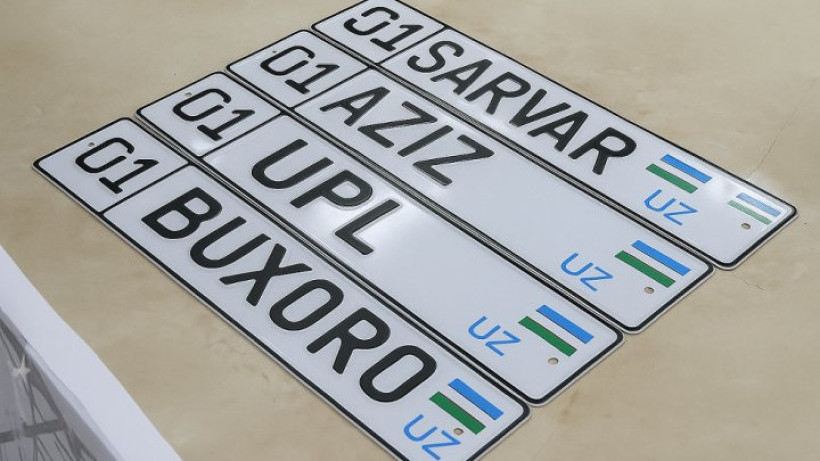 01 SARVAR UZ
01 AZIZ UZ
01 UPL UZ
01 BUXORO UZ